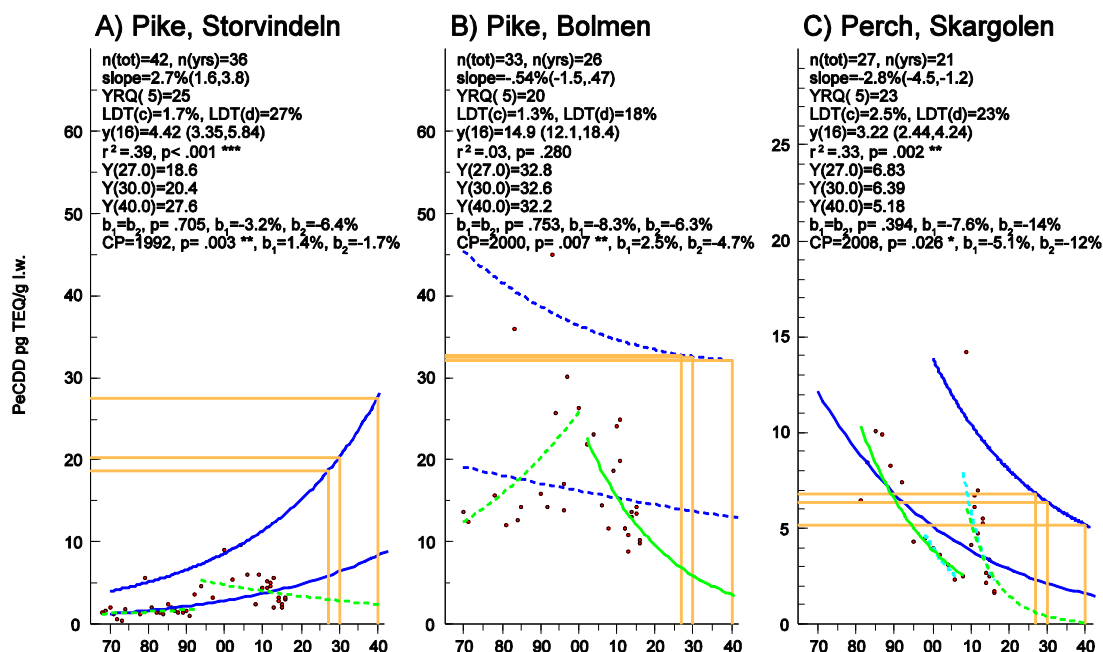 A) Pike, Storvindeln
n(tot)=42, n(yrs)=36
slope=2.7%(1.6,3.8)
YRQ( 5)=25
LDT(c)=1.7%, LDT(d)=27%
y(16)=4.42 (3.35,5.84)
r²=.39, p< .001 ***
Y(27.0)=18.6
Y(30.0)=20.4
Y(40.0)=27.6
b₁=b₂, p= .705, b₁=-3.2%, b₂=-6.4%
CP=1992, p= .003 **, b₁=1.4%, b₂=-1.7%
PeCDD pg TEQ/g l.w.
60
50
40
30
20
10
0
70 80 90 00 10 20 30 40
B) Pike, Bolmen
n(tot)=33, n(yrs)=26
slope=-.54%(-1.5,.47)
YRQ( 5)=20
LDT(c)=1.3%, LDT(d)=18%
y(16)=14.9 (12.1,18.4)
r²=.03, p= .280
Y(27.0)=32.8
Y(30.0)=32.6
Y(40.0)=32.2
b₁=b₂, p= .753, b₁=-8.3%, b₂=-6.3%
CP=2000, p= .007 **, b₁=2.5%, b₂=-4.7%
60
50
40
30
20
10
0
70 80 90 00 10 20 30 40
C) Perch, Skargolen
n(tot)=27, n(yrs)=21
slope=-2.8%(-4.5,-1.2)
YRQ( 5)=23
LDT(c)=2.5%, LDT(d)=23%
y(16)=3.22 (2.44,4.24)
r²=.33, p= .002 **
Y(27.0)=6.83
Y(30.0)=6.39
Y(40.0)=5.18
b₁=b₂, p= .394, b₁=-7.6%, b₂=-14%
CP=2008, p= .026 *, b₁=-5.1%, b₂=-12%
25
20
15
10
5
0
70 80 90 00 10 20 30 40